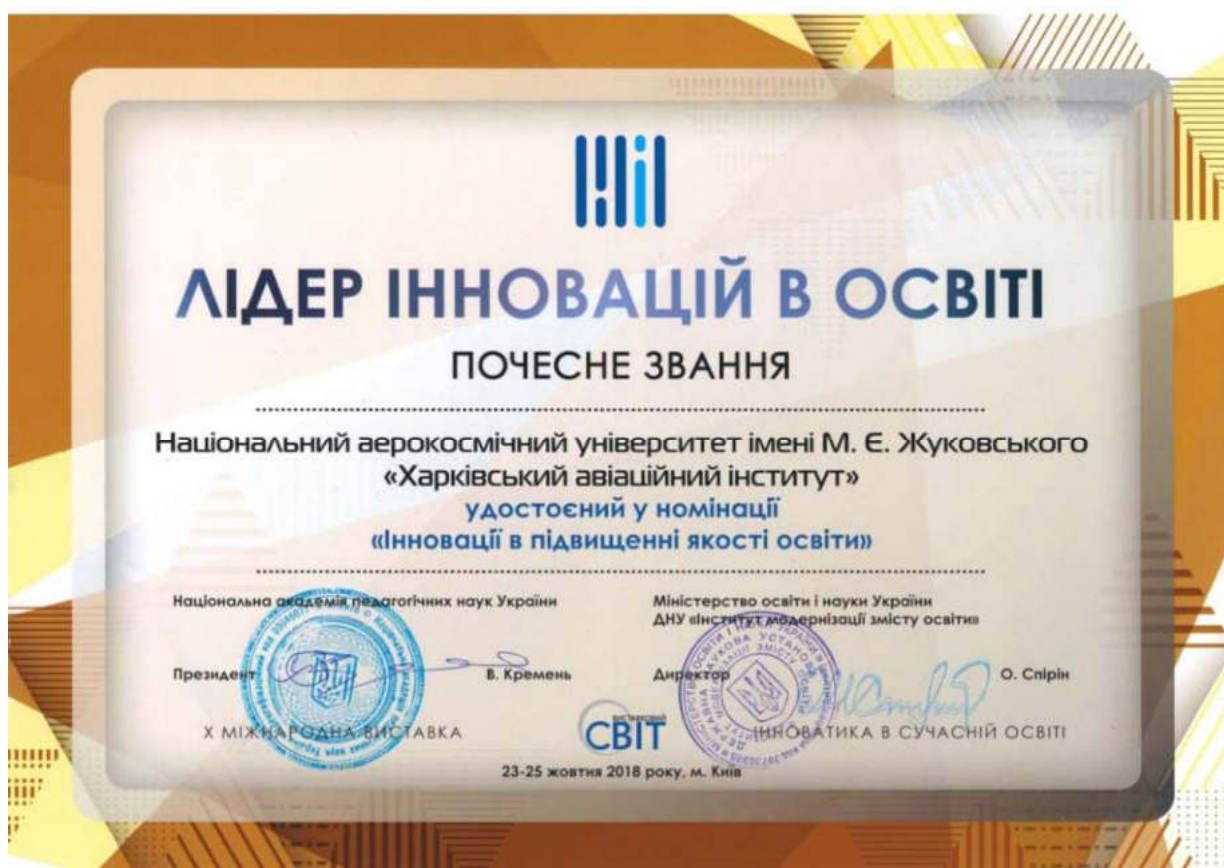 ЛІДЕР ІННОВАЦІЙ В ОСВІТІ
ПОЧЕСНЕ ЗВАННЯ
Національний аерокосмічний університет імені М. Є. Жуковського
«Харківський авіаційний інститут»
удостоєний у номінації
«Інновації в підвищенні якості освіти»
Національна академія педагогічних наук України
Президент
В. Кремень
Міністерство освіти і науки України
ДНУ «Інститут модернізації змісту освіти»
Директор
О. Спірін
X МІЖНАРОДНА ВИСТАВКА
СВІТ
ІННОВАТИКА В СУЧАСНІЙ ОСВІТІ
23-25 жовтня 2018 року, м. Київ